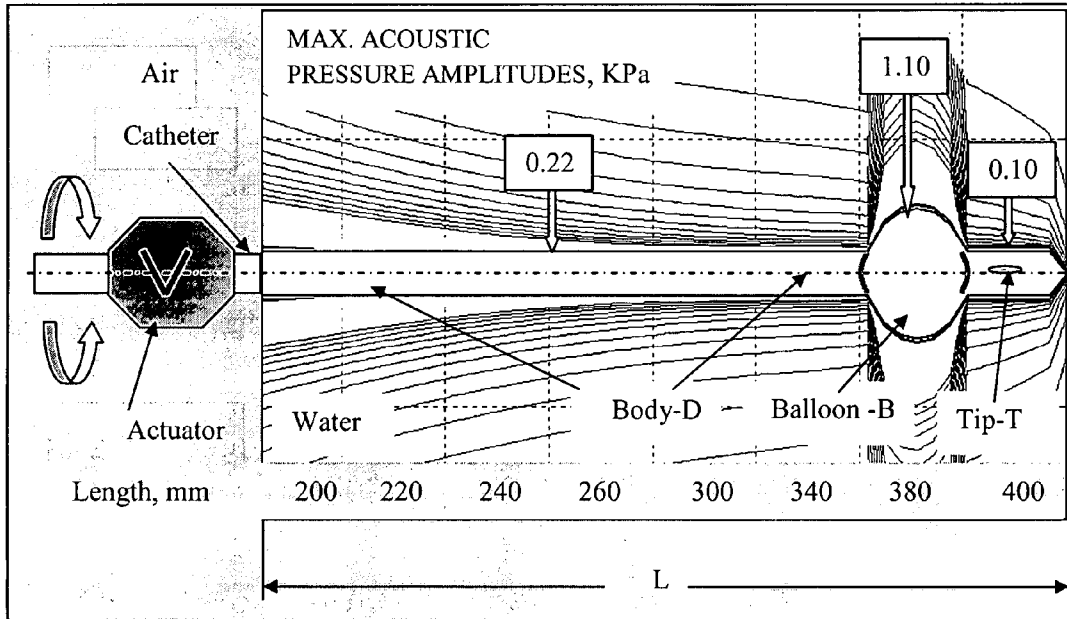 MAX. ACOUSTIC
PRESSURE AMPLITUDES, KPa
1.10
Air
Catheter
0.22
0.10
V
Actuator
Water
Body-D
Balloon -B
Tip-T
Length, mm
200 220 240 260 300 340 380 400
L